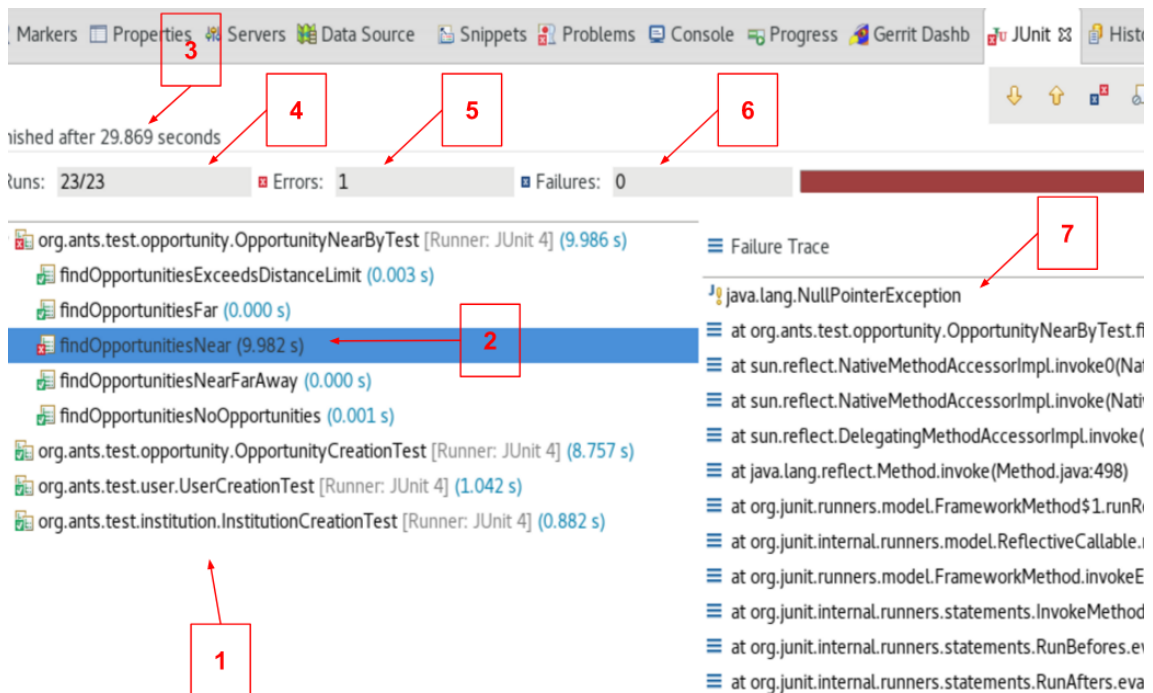 Markers Properties Servers Data Source Snippets Problems Console Progress Gerrit Dashb JUnit Histo
3
4
5
6
nished after 29.869 seconds
Runs: 23/23 Errors: 1 Failures: 0
7
org.ants.test.opportunity.OpportunityNearByTest [Runner: JUnit 4] (9.986 s)
findOpportunitiesExceedsDistanceLimit (0.003 s)
findOpportunitiesFar (0.000 s)
findOpportunitiesNear (9.982 s)
2
findOpportunitiesNearFarAway (0.000 s)
findOpportunitiesNoOpportunities (0.001 s)
org.ants.test.opportunity.OpportunityCreationTest [Runner: JUnit 4] (8.757 s)
org.ants.test.user.UserCreationTest [Runner: JUnit 4] (1.042 s)
org.ants.test.institution.InstitutionCreationTest [Runner: JUnit 4] (0.882 s)
1
Failure Trace
java.lang.NullPointerException
at org.ants.test.opportunity.OpportunityNearByTest.fi
at sun.reflect.NativeMethodAccessorImpl.invoke0(Nat
at sun.reflect.NativeMethodAccessorImpl.invoke(Nativ
at sun.reflect.DelegatingMethodAccessorImpl.invoke(
at java.lang.reflect.Method.invoke(Method.java:498)
at org.junit.runners.model.FrameworkMethod$1.runRe
at org.junit.internal.runners.model.ReflectiveCallable.r
at org.junit.runners.model.FrameworkMethod.invokeE
at org.junit.internal.runners.statements.InvokeMethod
at org.junit.internal.runners.statements.RunBefores.ev
at org.junit.internal.runners.statements.RunAfters.eva